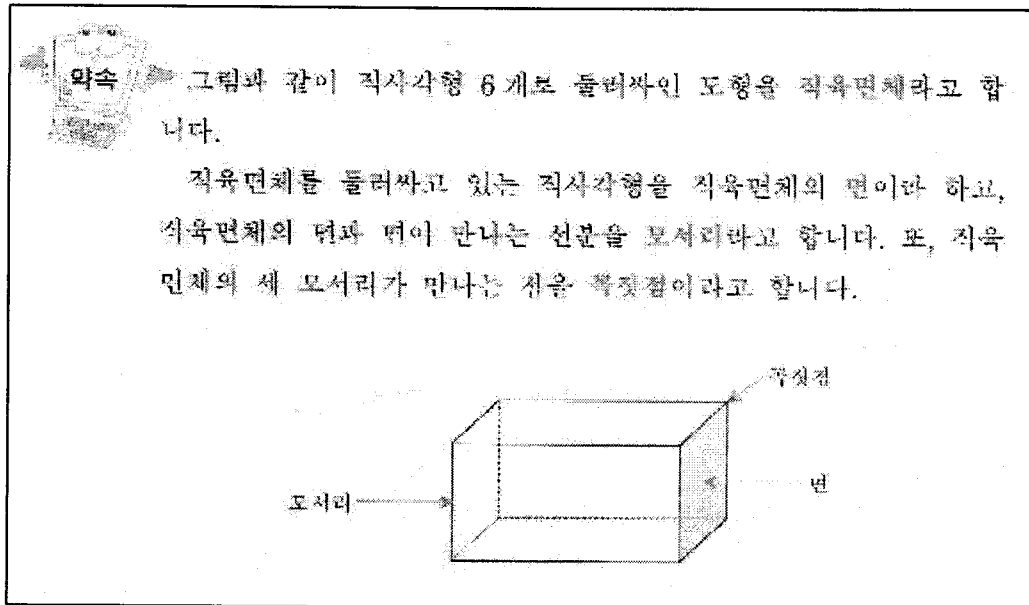 약속
그림과 같이 직사각형 6개로 둘러싸인 도형을 직육면체라고 합
니다.
직육면체를 둘러싸고 있는 직사각형을 직육면체의 면이라 하고,
직육면체의 면과 면이 만나는 선분을 모서리라고 합니다. 또, 직육
면체의 세 모서리가 만나는 점을 꼭짓점이라고 합니다.
꼭짓점
면
모서리